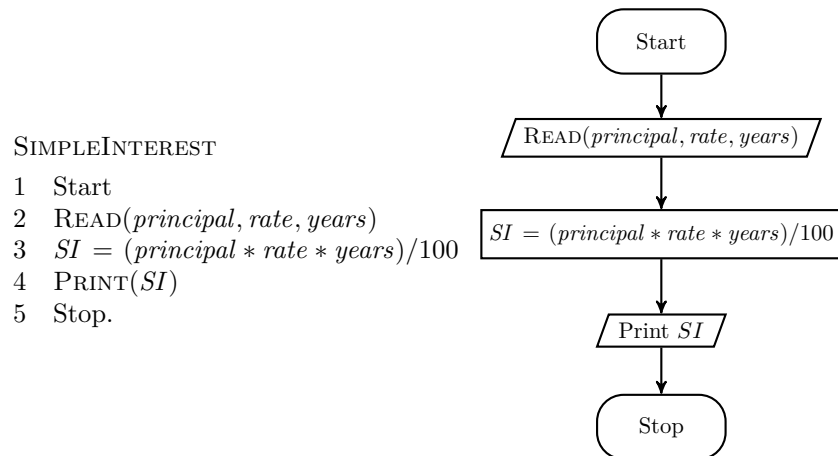 SIMPLEINTEREST
1 Start
2 READ(principal, rate, years)
3 SI = (principal * rate * years)/100
4 PRINT(SI)
5 Stop.
Start
READ(principal, rate, years)
SI = (principal * rate * years)/100
Print SI
Stop